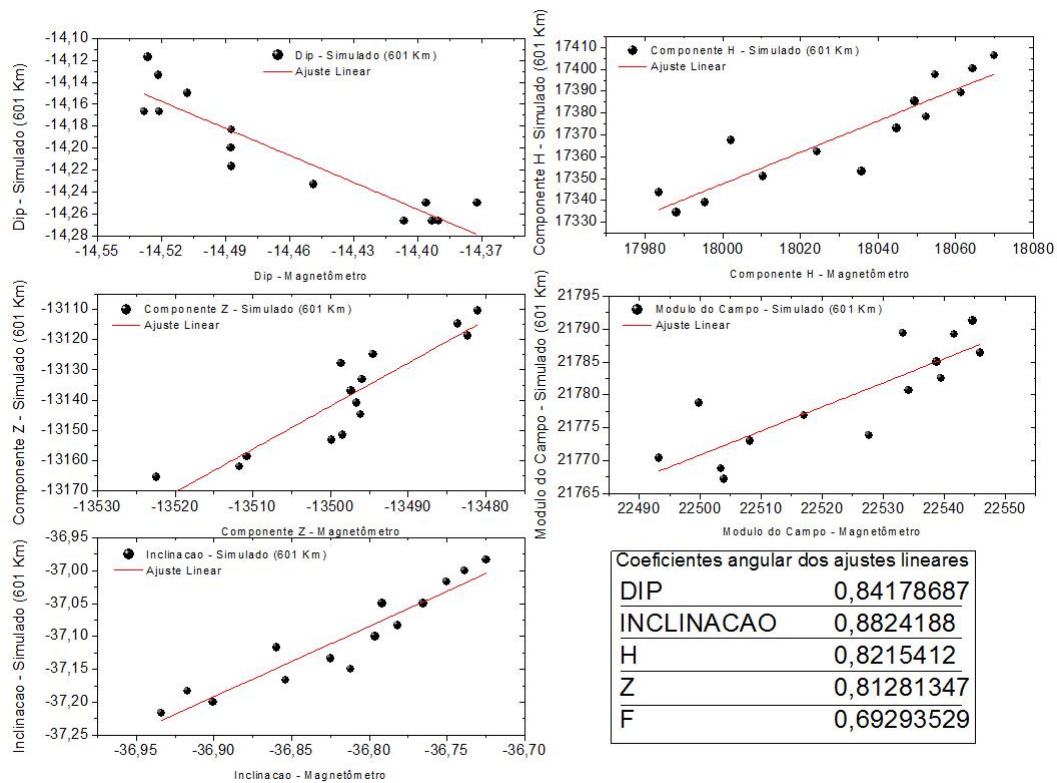 -14,10
-14,12
-14,14
-14,16
-14,18
-14,20
-14,22
-14,24
-14,26
-14,28
Dip - Simulado (601 Km)
Dip - Simulado (601 Km)
Ajuste Linear
-14,55 -14,52 -14,49 -14,46 -14,43 -14,40 -14,37
Dip - Magnetômetro
17410
17400
17390
17380
17370
17360
17350
17340
17330
Componente H - Simulado (601 Km)
Componente H - Simulado (601 Km)
Ajuste Linear
17980 18000 18020 18040 18060 18080
Componente H - Magnetômetro
-13110
-13120
-13130
-13140
-13150
-13160
-13170
Componente Z - Simulado (601 Km)
Componente Z - Simulado (601 Km)
Ajuste Linear
-13530 -13520 -13510 -13500 -13490 -13480
Componente Z - Magnetômetro
21795
21790
21785
21780
21775
21770
21765
Modulo do Campo - Simulado (601 Km)
Modulo do Campo - Simulado (601 Km)
Ajuste Linear
22490 22500 22510 22520 22530 22540 22550
Modulo do Campo - Magnetômetro
-36,95
-37,00
-37,05
-37,10
-37,15
-37,20
-37,25
Inclinacao - Simulado (601 Km)
Inclinacao - Simulado (601 Km)
Ajuste Linear
-36,95 -36,90 -36,85 -36,80 -36,75 -36,70
Inclinacao - Magnetômetro
Coeficientes angular dos ajustes lineares
DIP 0,84178687
INCLINACAO 0,8824188
H 0,8215412
Z 0,81281347
F 0,69293529